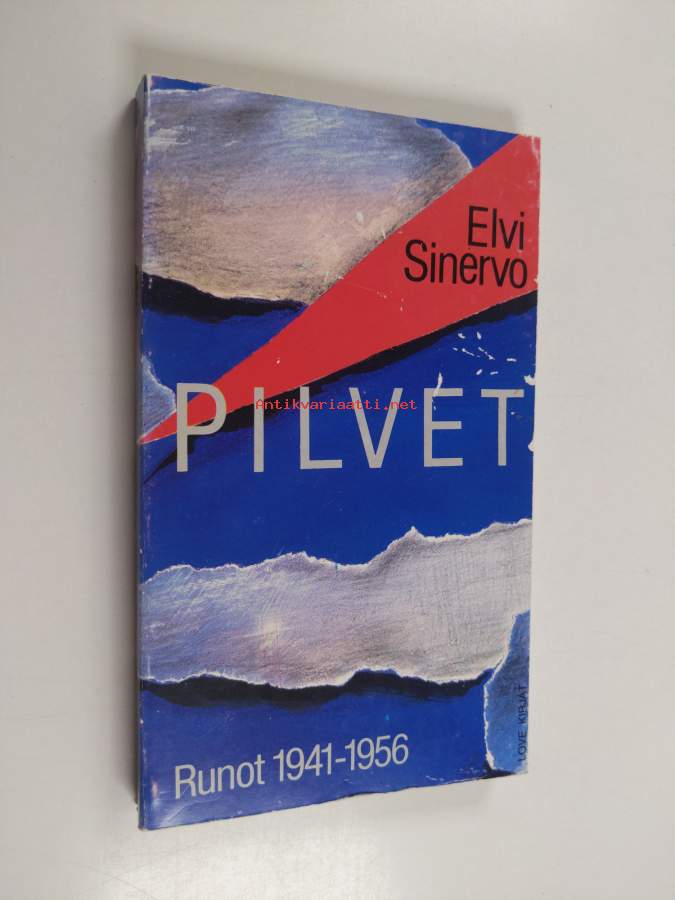 Elvi
Sinervo
Antikvariaatti.net
PILVET
Runot 1941-1956
LOVE KIRJAT